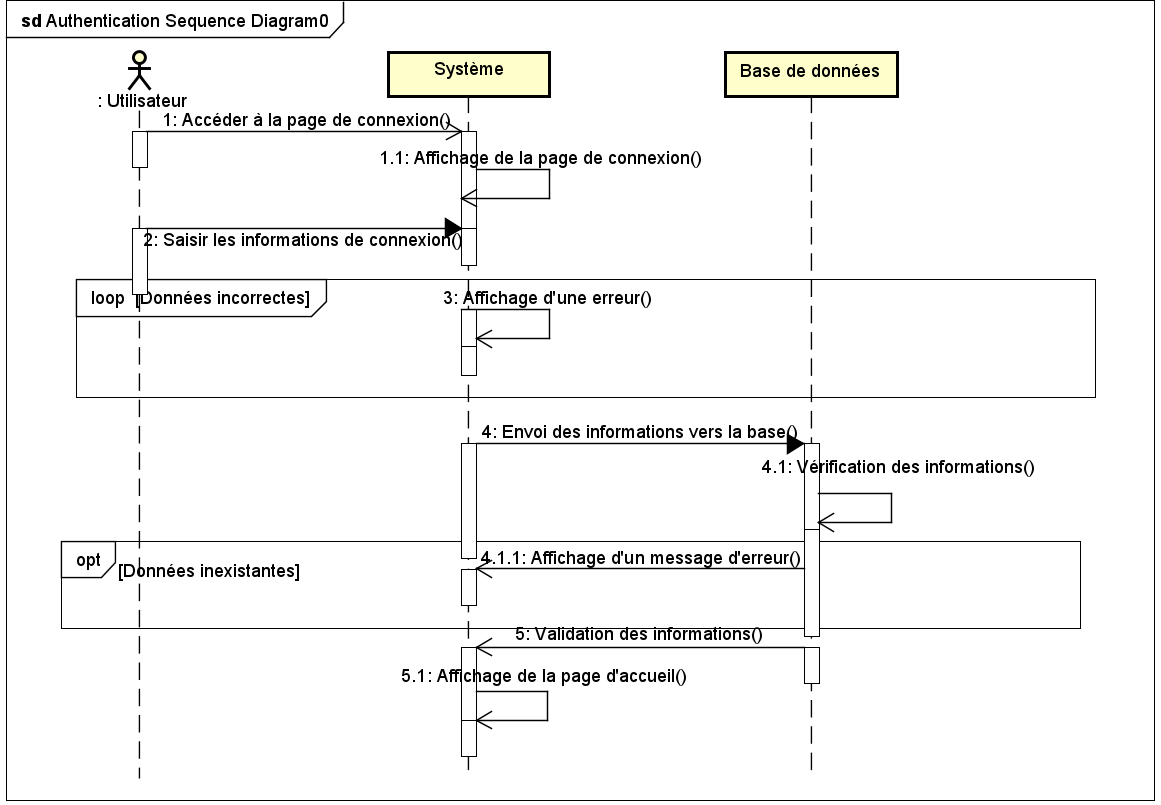 sd Authentication Sequence Diagram0
Système
Base de données
: Utilisateur
1: Accéder à la page de connexion()
1.1: Affichage de la page de connexion()
2: Saisir les informations de connexion()
loop [Données incorrectes]
3: Affichage d'une erreur()
4: Envoi des informations vers la base()
4.1: Vérification des informations()
opt
4.1.1: Affichage d'un message d'erreur()
[Données inexistantes]
5: Validation des informations()
5.1: Affichage de la page d'accueil()